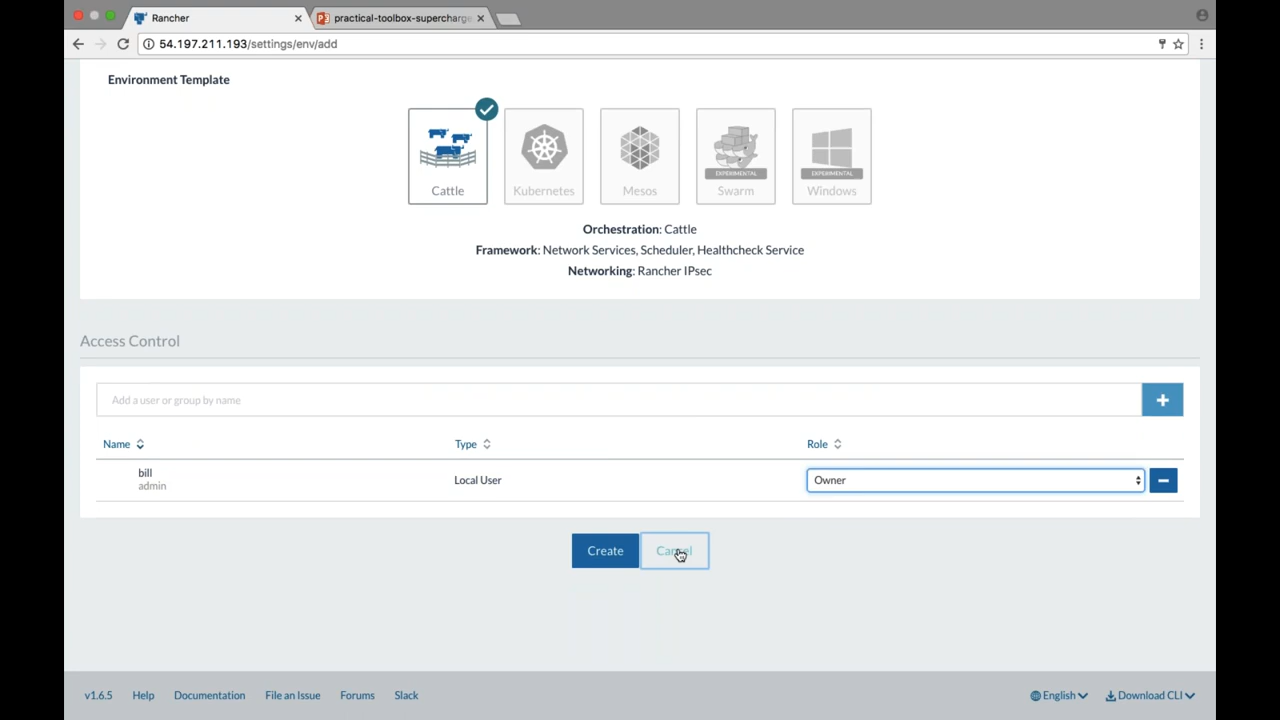 Rancher
practical-toolbox-supercharge
54.197.211.193/settings/env/add
Environment Template
Cattle
Kubernetes
Mesos
EXPERIMENTAL
Swarm
EXPERIMENTAL
Windows
Orchestration: Cattle
Framework: Network Services, Scheduler, Healthcheck Service
Networking: Rancher IPsec
Access Control
Add a user or group by name
Name
Type
Role
bill
admin
Local User
Owner
Create
Cancel
v1.6.5
Help
Documentation
File an Issue
Forums
Slack
English
Download CLI